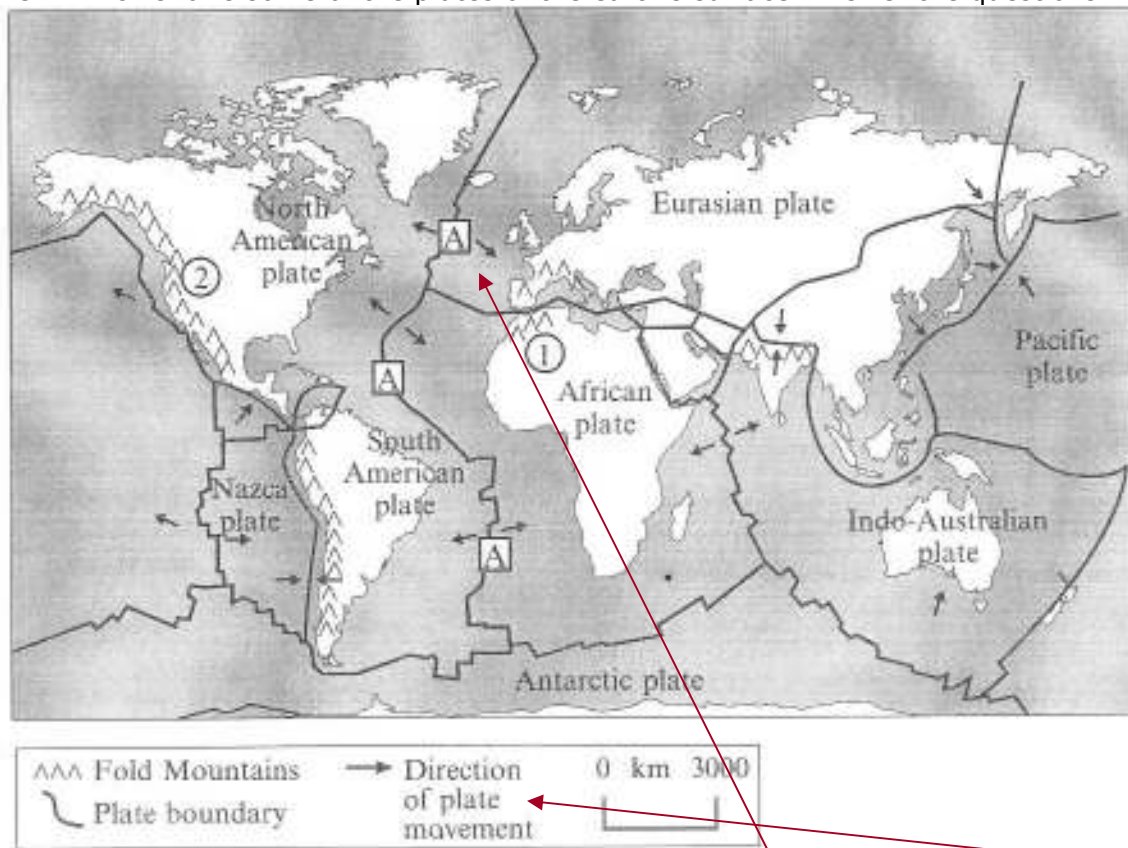 North
American
plate
Eurasian plate
A
2
A
1
African
plate
Pacific
plate
South
American
plate
Nazca
plate
A
Indo-Australian
plate
Antarctic plate
Fold Mountains
Direction
of plate
movement
0 km 3000
Plate boundary